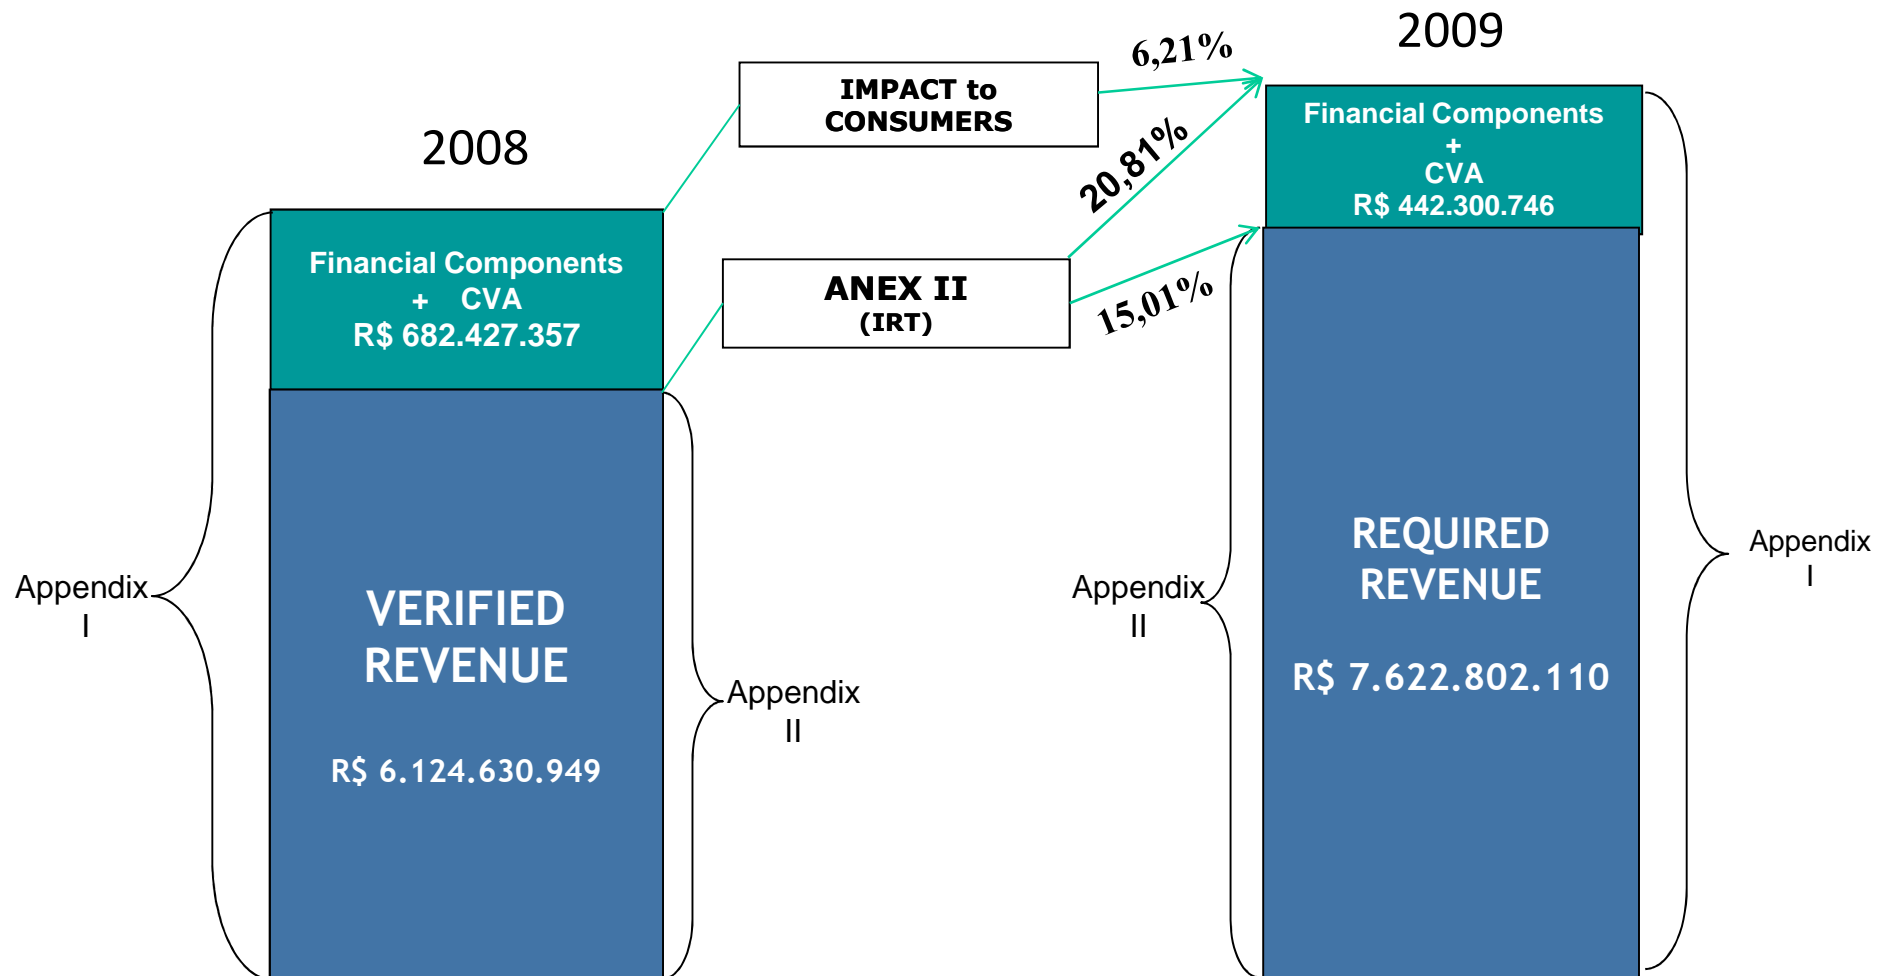 2008
2009
IMPACT to
CONSUMERS
6,21%
20,81%
ANEX II
(IRT)
15,01%
Financial Components
+ CVA
R$ 682.427.357
Financial Components
+
CVA
R$ 442.300.746
Appendix
I
VERIFIED
REVENUE
R$ 6.124.630.949
Appendix
II
Appendix
II
REQUIRED
REVENUE
R$ 7.622.802.110
Appendix
I